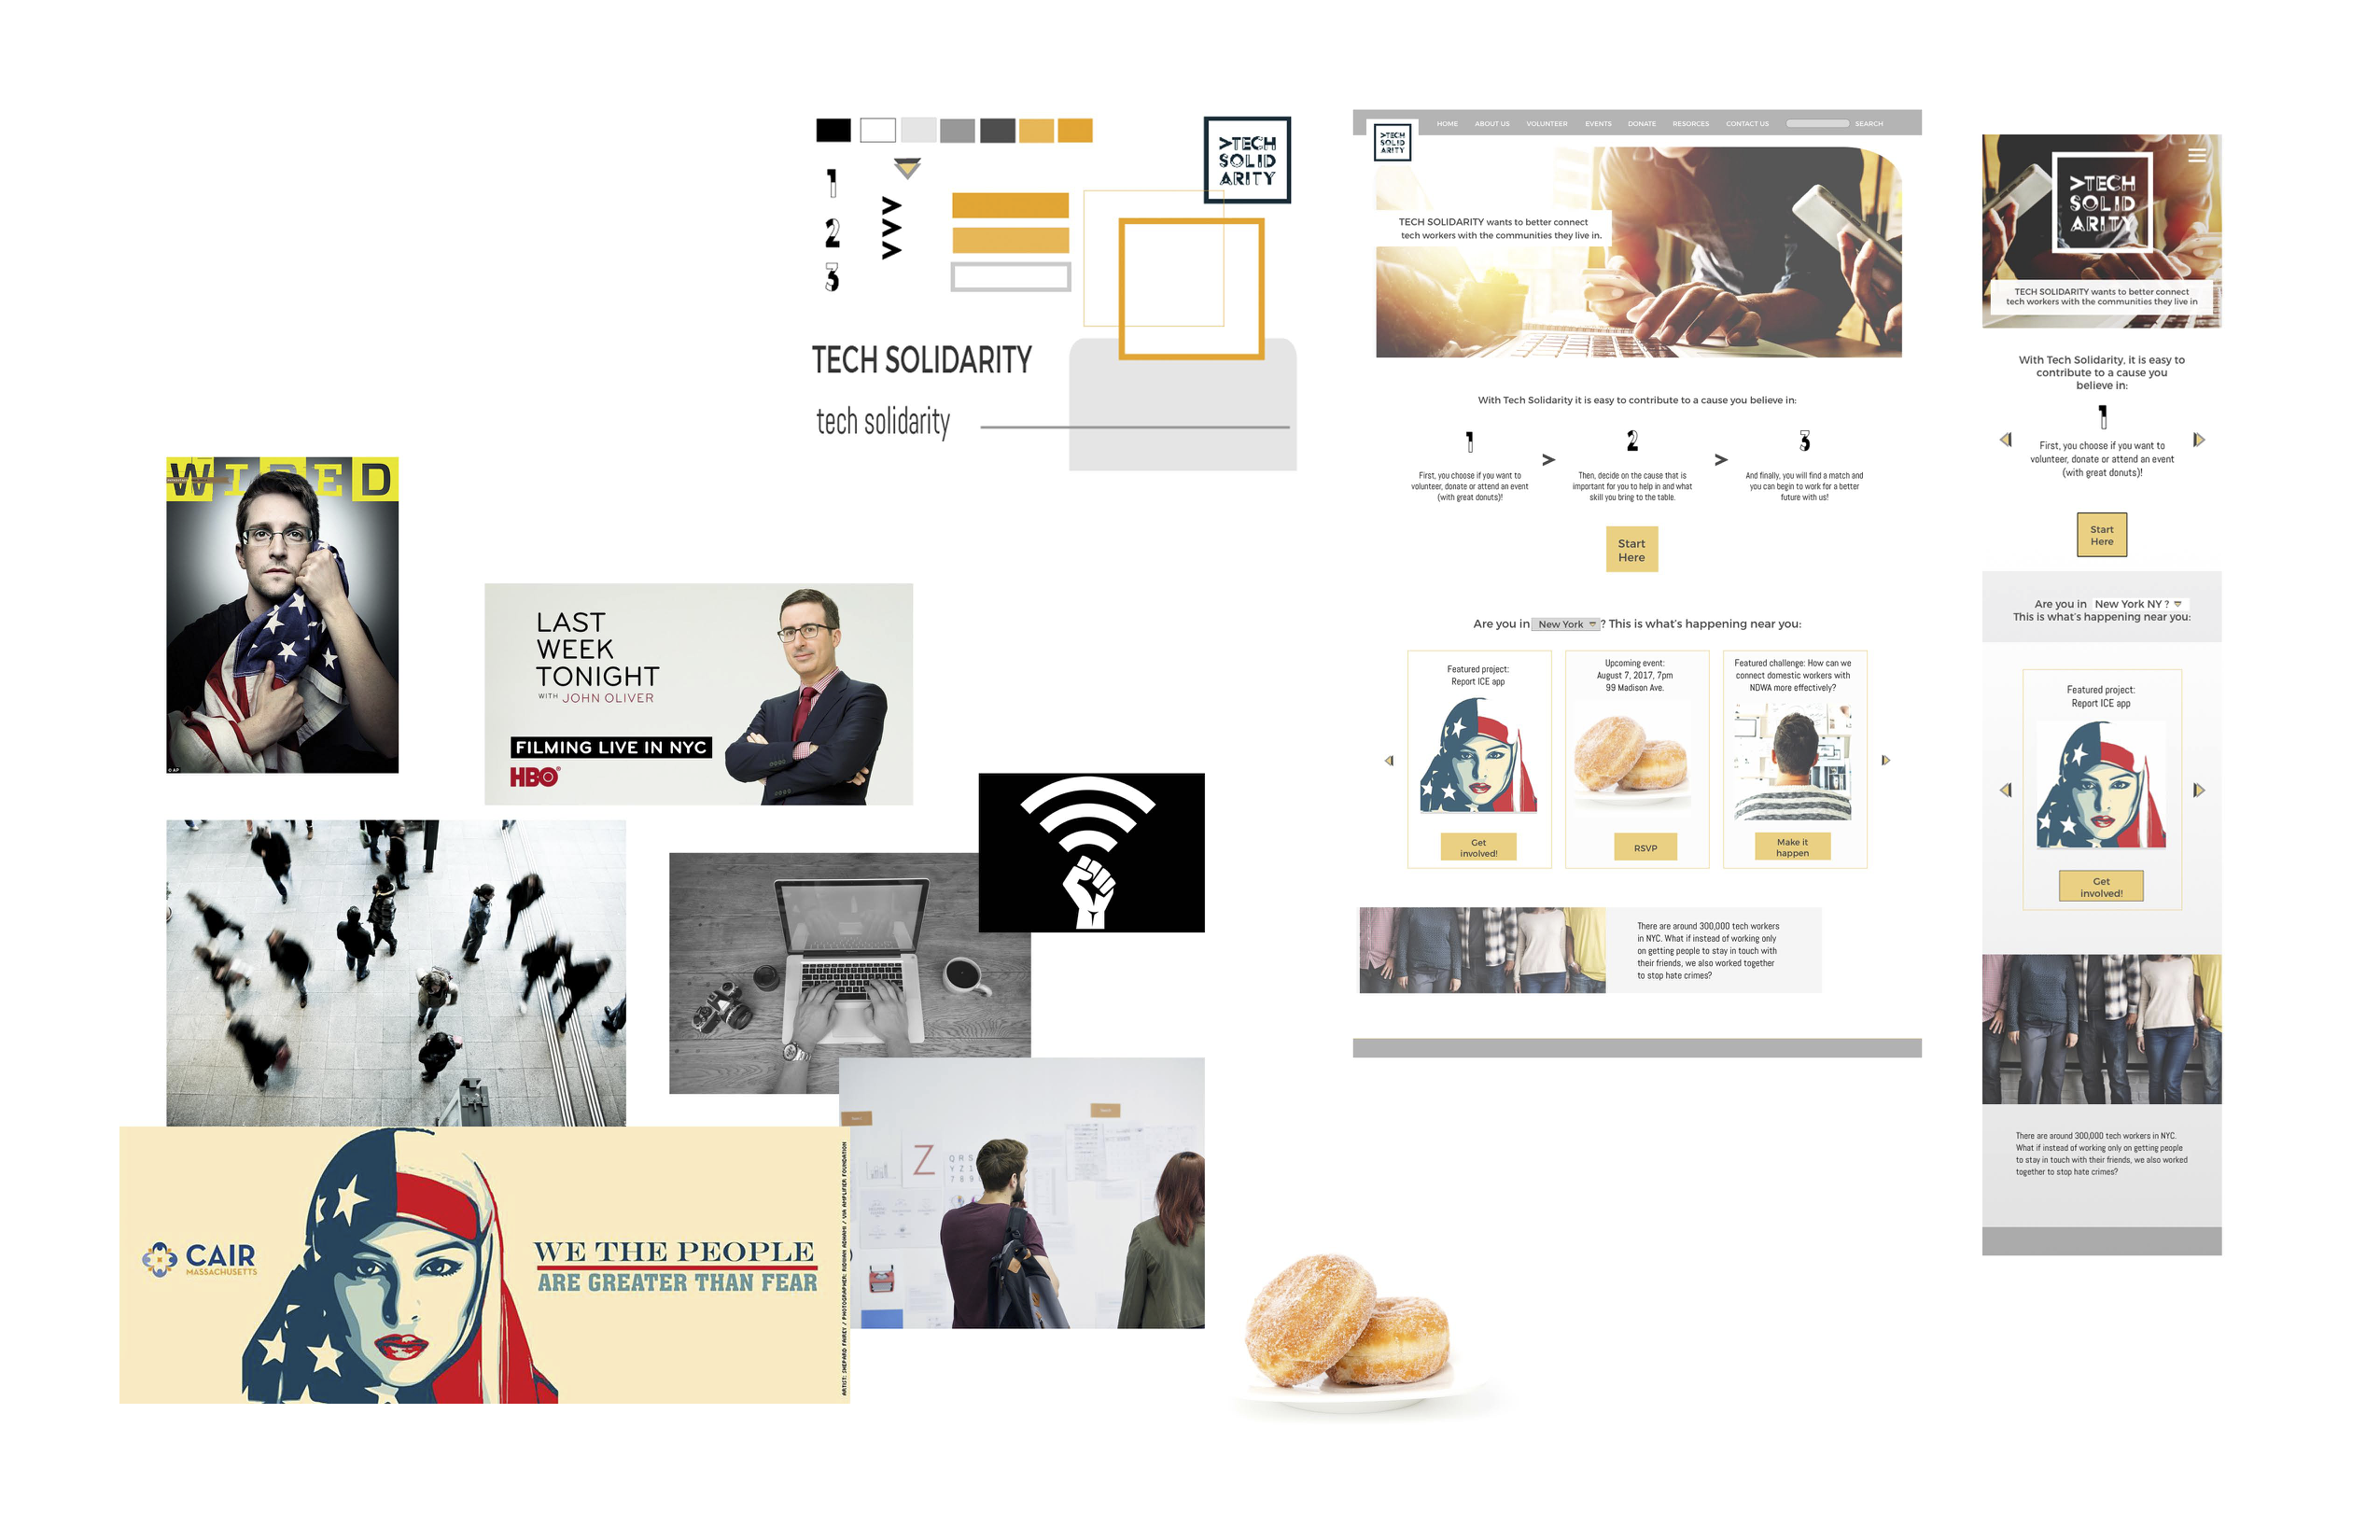 1
2
3
>
>
>
>TECH
SOLID
ARITY
TECH SOLIDARITY
tech solidarity
WIRED
© AP
LAST
WEEK
TONIGHT
WITH JOHN OLIVER
FILMING LIVE IN NYC
HBO®
Z
QRS
YZ1
789
CAIR
MASSACHUSETTS
WE THE PEOPLE
ARE GREATER THAN FEAR
ARTIST: SHEPARD FAIREY / PHOTOGRAPHER: RIDWAN ADHAMI / VIA AMPLIFIER FOUNDATION
>TECH
SOLID
ARITY
HOME ABOUT US VOLUNTEER EVENTS DONATE RESORCES CONTACT US SEARCH
TECH SOLIDARITY wants to better connect
tech workers with the communities they live in.
With Tech Solidarity it is easy to contribute to a cause you believe in:
1 > 2 > 3
First, you choose if you want to
volunteer, donate or attend an event
(with great donuts)!
Then, decide on the cause that is
important for you to help in and what
skill you bring to the table.
And finally, you will find a match and
you can begin to work for a better
future with us!
Start
Here
Are you in New York ? This is what's happening near you:
Featured project:
Report ICE app
Get
involved!
Upcoming event:
August 7, 2017, 7pm
99 Madison Ave.
RSVP
Featured challenge: How can we
connect domestic workers with
NDWA more effectively?
Make it
happen
There are around 300,000 tech workers
in NYC. What if instead of working only
on getting people to stay in touch with
their friends, we also worked together
to stop hate crimes?
>TECH
SOLID
ARITY
TECH SOLIDARITY wants to better connect
tech workers with the communities they live in
With Tech Solidarity, it is easy to
contribute to a cause you
believe in:
1
First, you choose if you want to
volunteer, donate or attend an event
(with great donuts)!
Start
Here
Are you in New York NY ?
This is what's happening near you:
Featured project:
Report ICE app
Get
involved!
There are around 300,000 tech workers in NYC.
What if instead of working only on getting people
to stay in touch with their friends, we also worked
together to stop hate crimes?